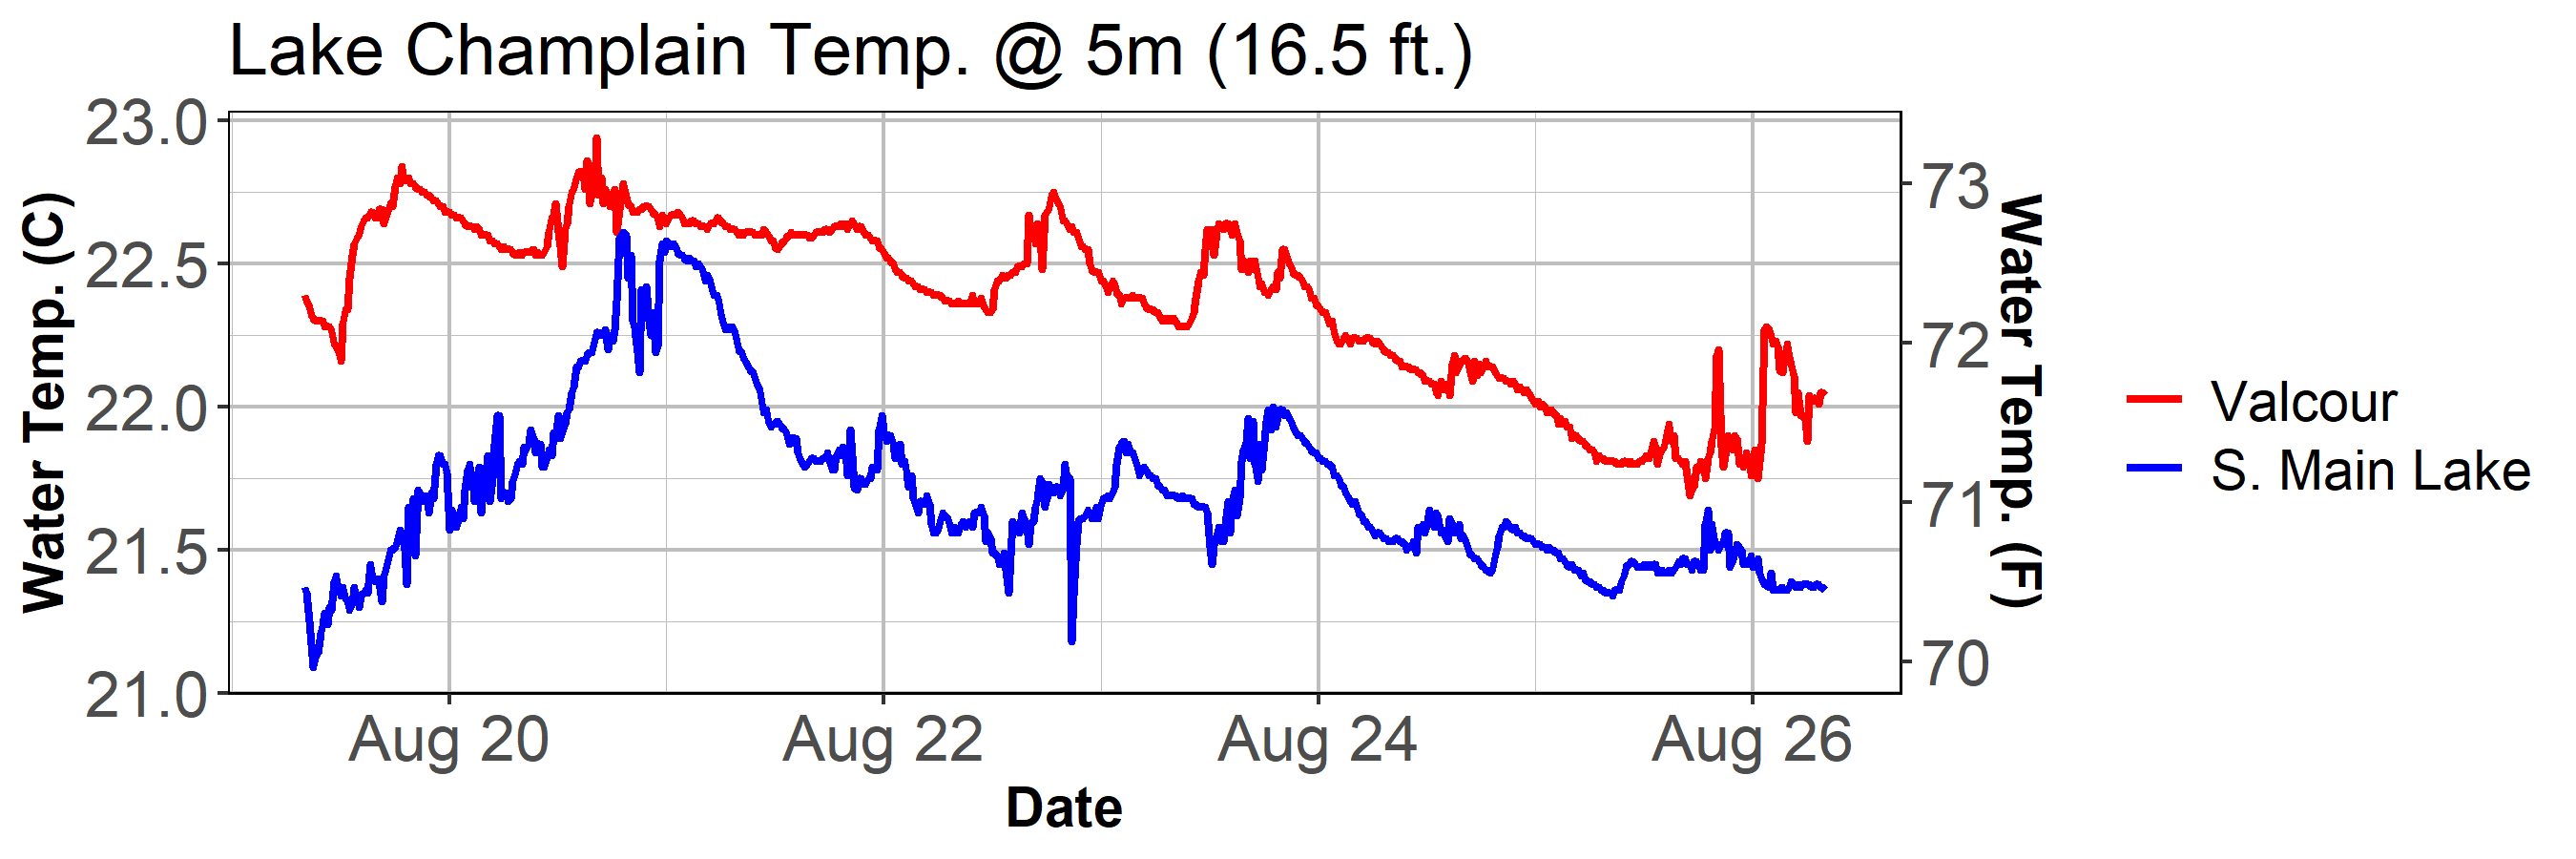 Lake Champlain Temp. @ 5m (16.5 ft.)
Water Temp. (C)
23.0
22.5
22.0
21.5
21.0
73
72
71
70
Water Temp. (F)
Aug 20
Aug 22
Aug 24
Aug 26
Date
Valcour
S. Main Lake